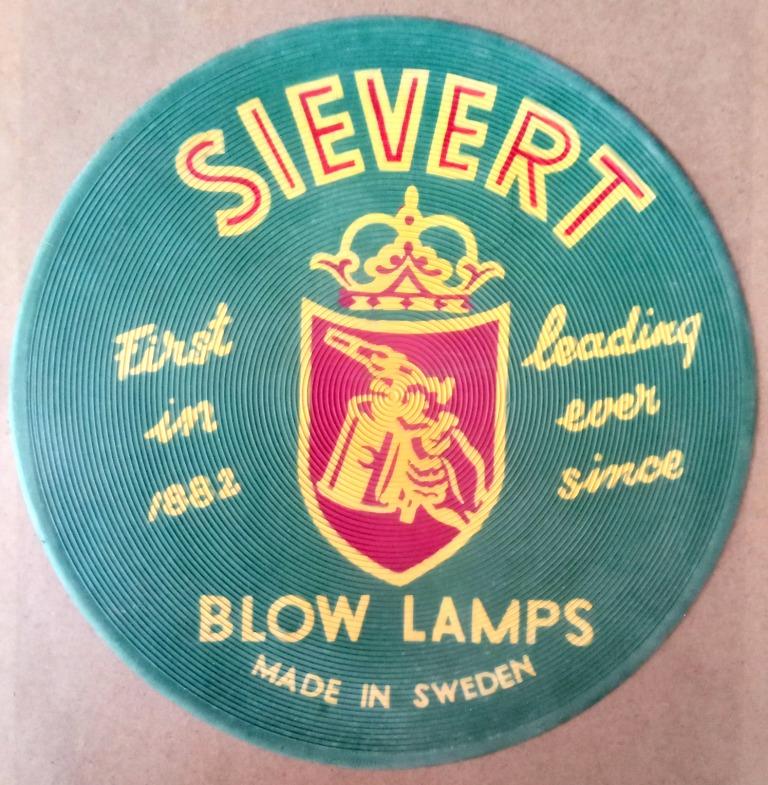 SIEVERT
First
in
1882
leading
ever
since
BLOW LAMPS
MADE IN SWEDEN